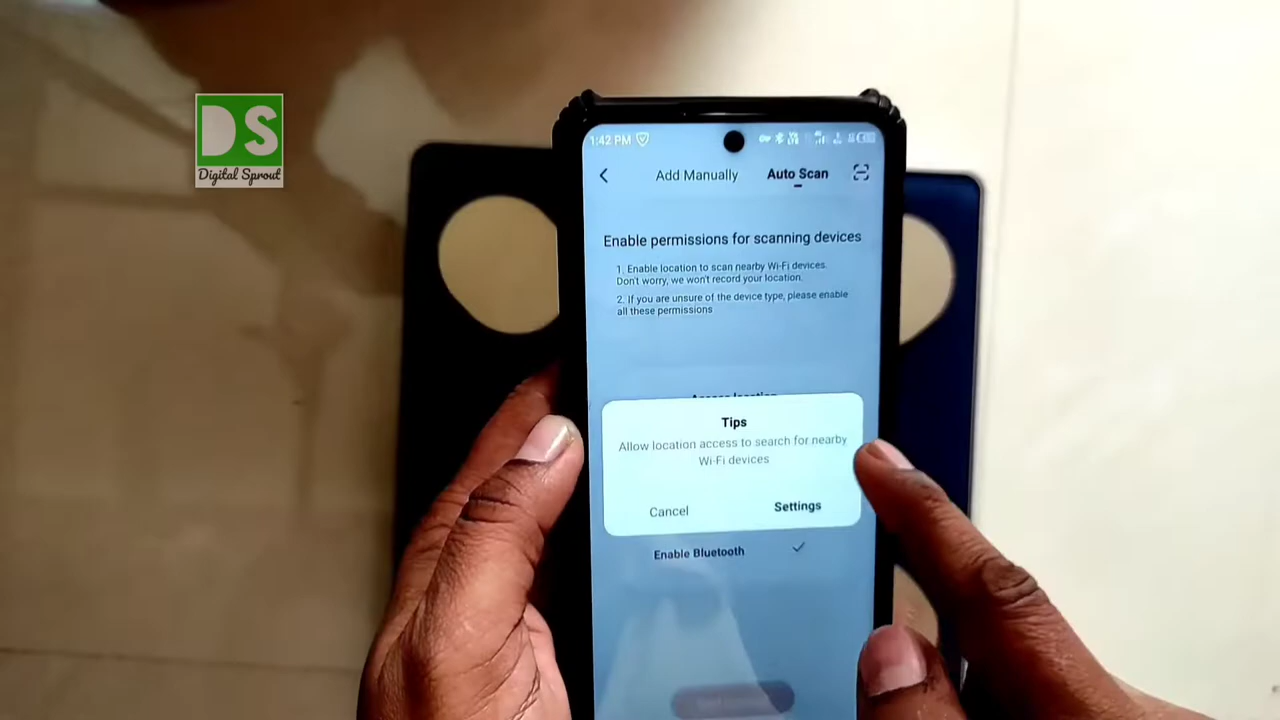 DS
Digital Sprout
1:42 PM
Add Manually
Auto Scan
Enable permissions for scanning devices
1. Enable location to scan nearby Wi-Fi devices.
Don't worry, we won't record your location.
2. If you are unsure of the device type, please enable
all these permissions
Access location
Tips
Allow location access to search for nearby
Wi-Fi devices
Cancel
Settings
Enable Bluetooth